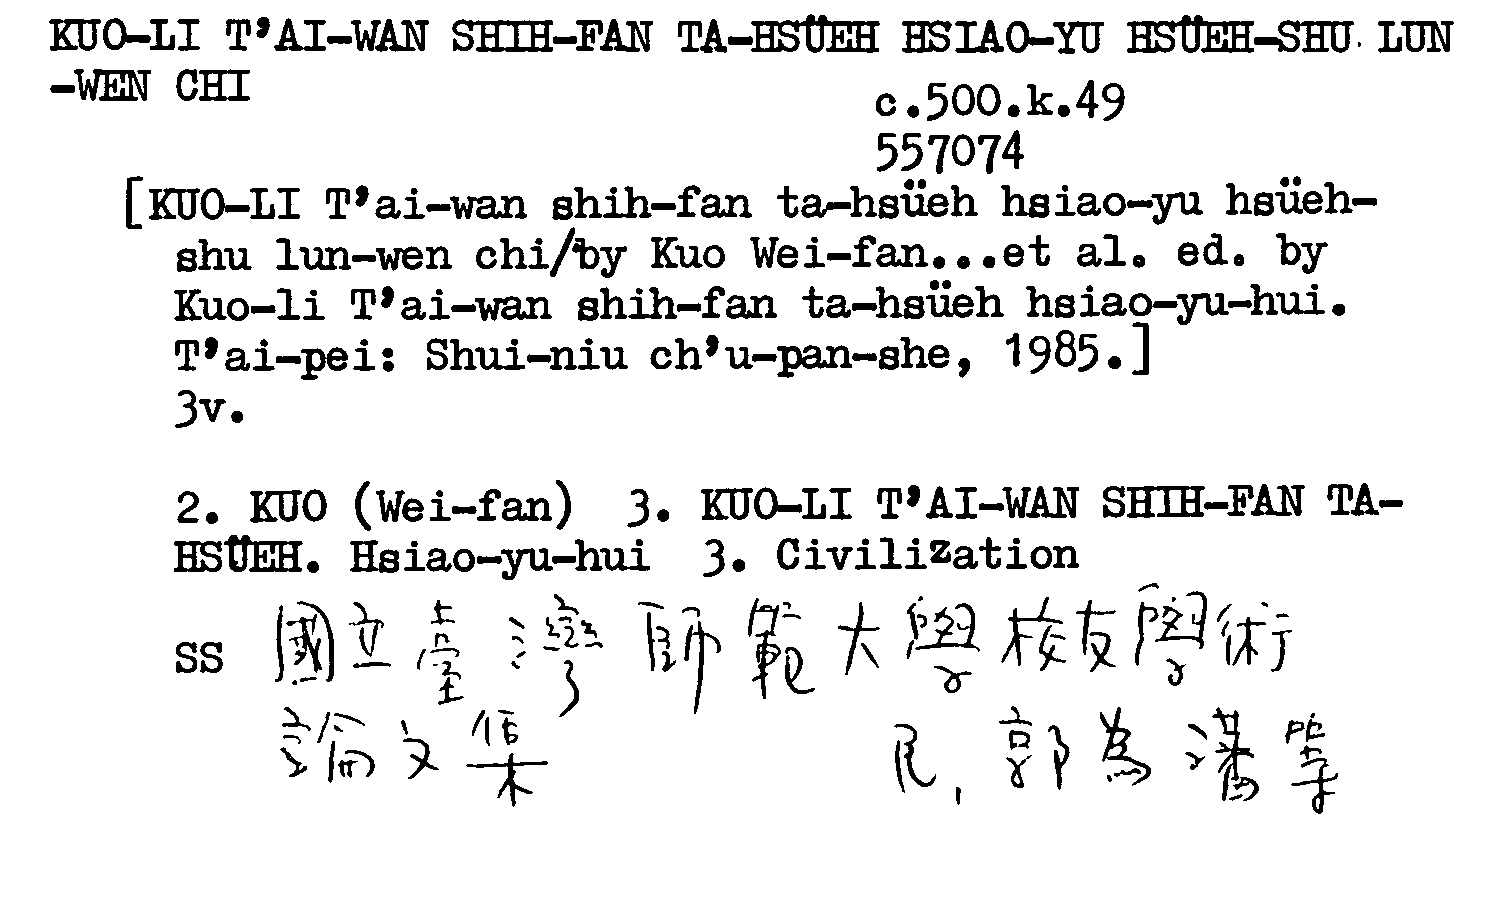 KUO-LI T'AI-WAN SHIH-FAN TA-HSÜEH HSIAO-YU HSÜEH-SHU LUN
-WEN CHI
c.500.k.49
557074
[KUO-LI T'ai-wan shih-fan ta-hsüeh hsiao-yu hsüeh-
shu lun-wen chi/by Kuo Wei-fan...et al. ed. by
Kuo-li T'ai-wan shih-fan ta-hsüeh hsiao-yu-hui.
T'ai-pei: Shui-niu ch'u-pan-she, 1985.]
3v.
2. KUO (Wei-fan) 3. KUO-LI T'AI-WAN SHIH-FAN TA-
HSÜEH. Hsiao-yu-hui 3. Civilization
SS 國立臺灣師範大學校友學術
論文集 民, 郭為藩等